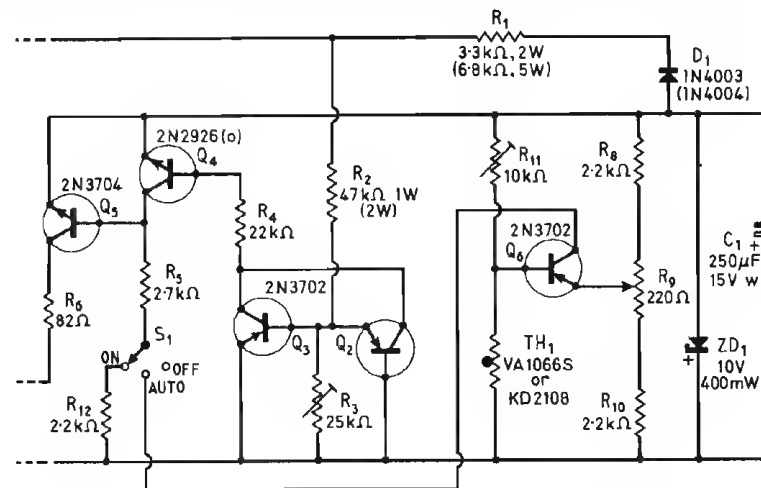 R1
3.3kΩ, 2W
(6.8kΩ, 5W)
D1
1N4003
(1N4004)
2N2926(o)
Q4
2N3704
Q5
R2
47kΩ 1W
(2W)
R11
10kΩ
R8
2.2kΩ
R4
22kΩ
2N3702
Q6
C1 +
250μF
15V w
R5
2.7kΩ
2N3702
R9
220Ω
R6
82Ω
S1
Q3
Q2
ON
OFF
AUTO
TH1
VA1066S
or
KD2108
ZD1
10V
400mW
+
R3
25kΩ
R12
2.2kΩ
R10
2.2kΩ